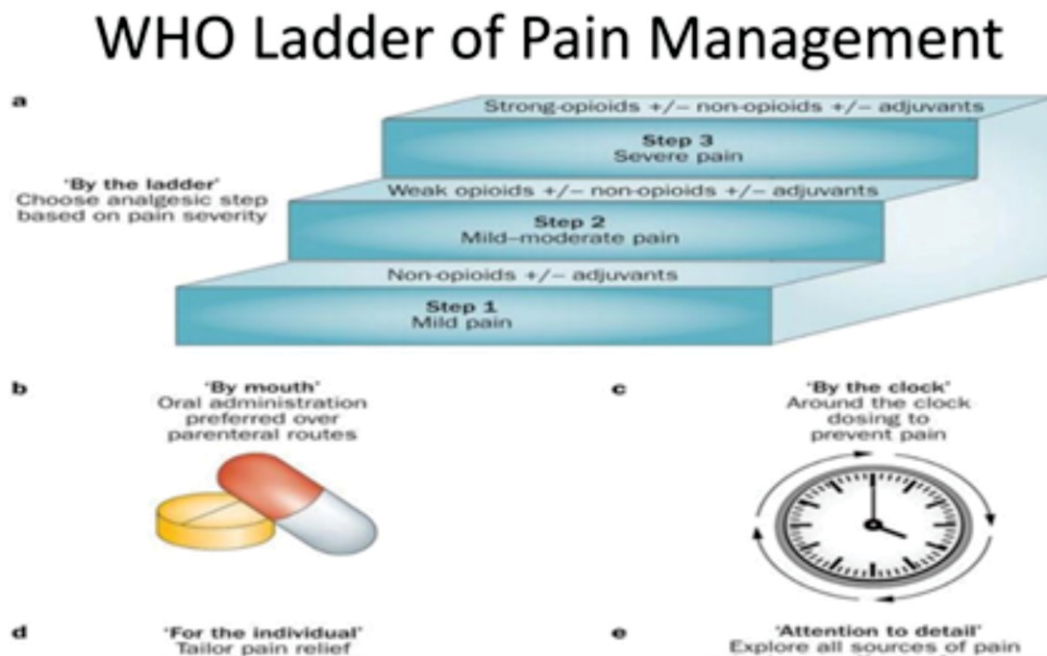 WHO Ladder of Pain Management
a
Strong-opioids +/− non-opioids +/− adjuvants
Step 3
Severe pain
'By the ladder'
Choose analgesic step
based on pain severity
Weak opioids +/− non-opioids +/− adjuvants
Step 2
Mild–moderate pain
Non-opioids +/− adjuvants
Step 1
Mild pain
b
'By mouth'
Oral administration
preferred over
parenteral routes
c
'By the clock'
Around the clock
dosing to
prevent pain
d
'For the individual'
Tailor pain relief
e
'Attention to detail'
Explore all sources of pain